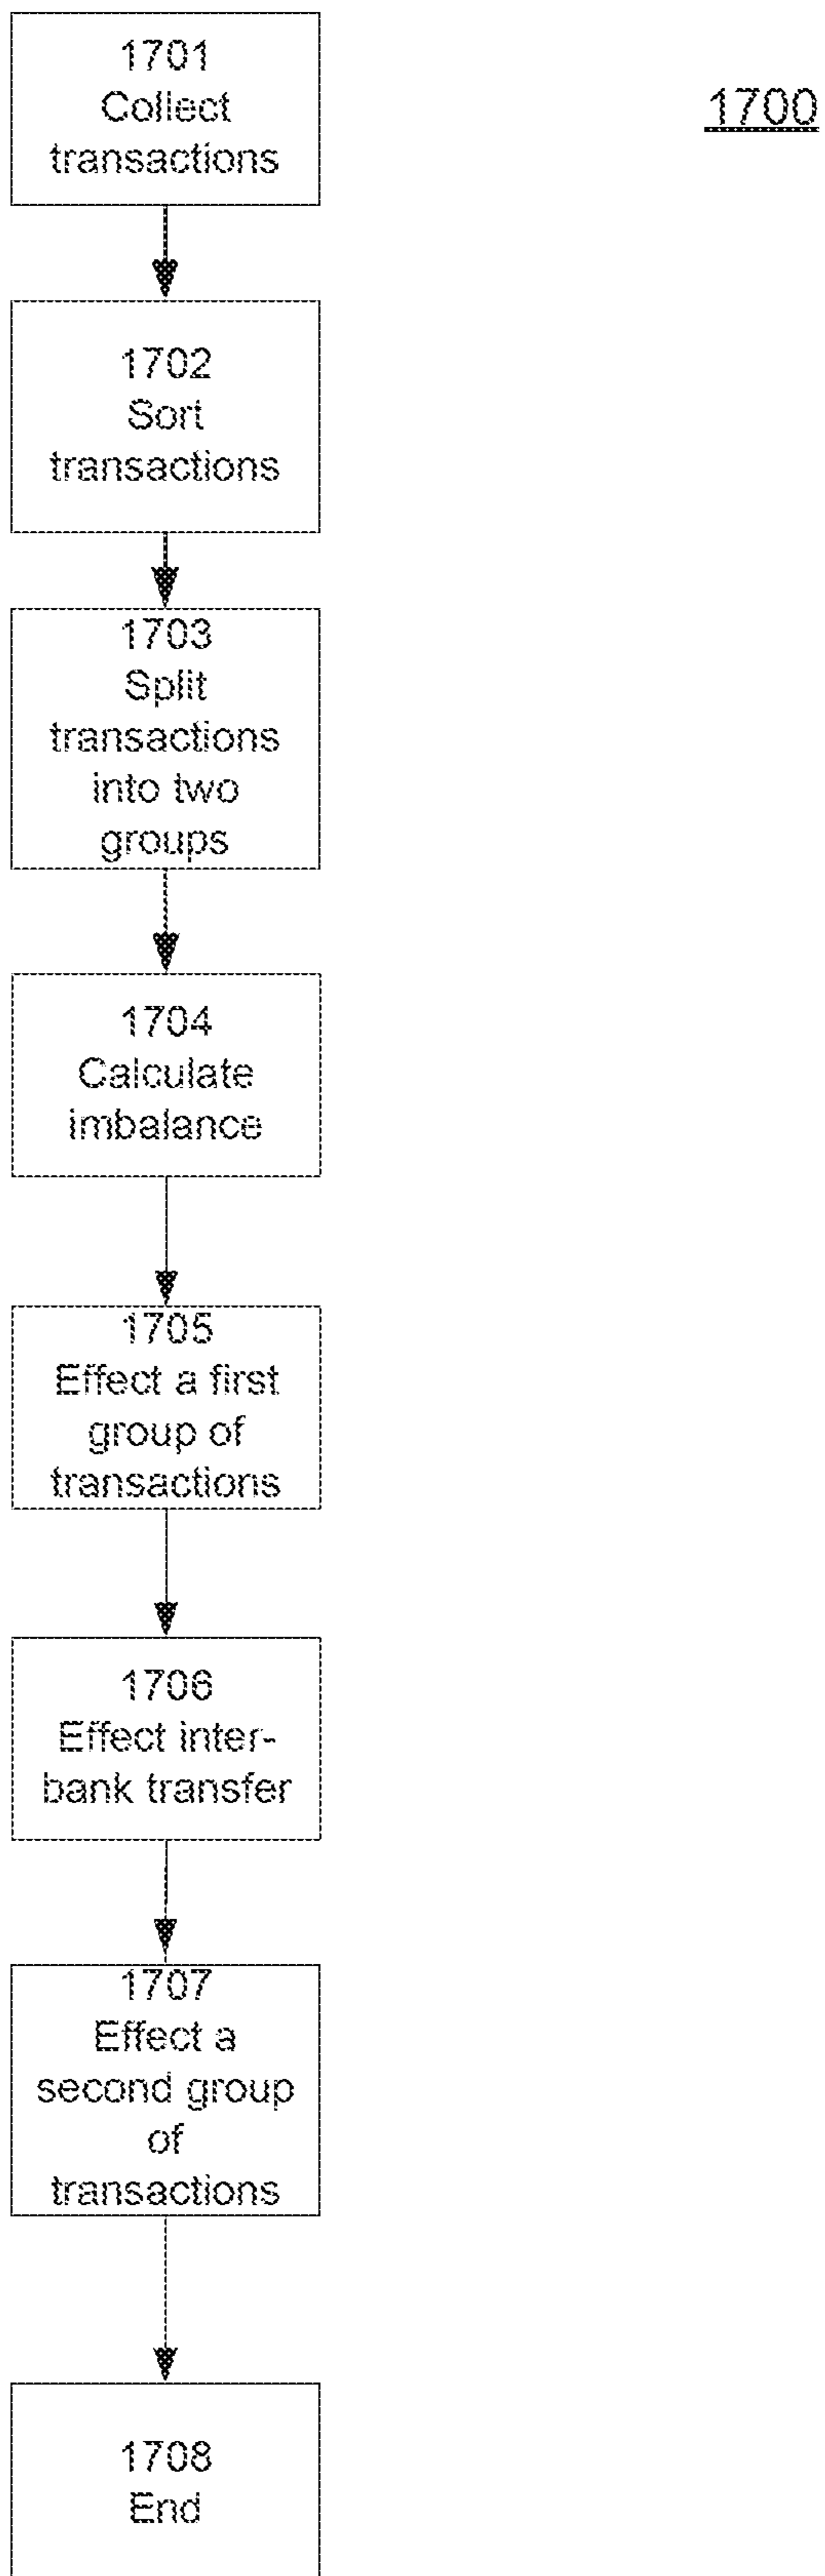 1700
1701
Collect
transactions
1702
Sort
transactions
1703
Split
transactions
into two
groups
1704
Calculate
imbalance
1705
Effect a first
group of
transactions
1706
Effect inter-
bank transfer
1707
Effect a
second group
of
transactions
1708
End